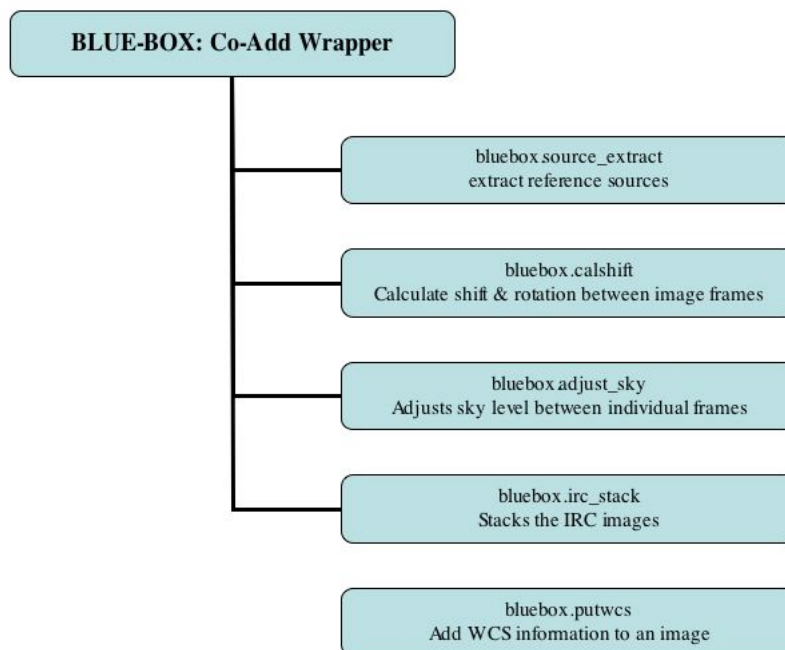 BLUE-BOX: Co-Add Wrapper
bluebox.source_extract
extract reference sources
bluebox.calshift
Calculate shift & rotation between image frames
bluebox.adjust_sky
Adjusts sky level between individual frames
bluebox.irc_stack
Stacks the IRC images
bluebox.putwcs
Add WCS information to an image